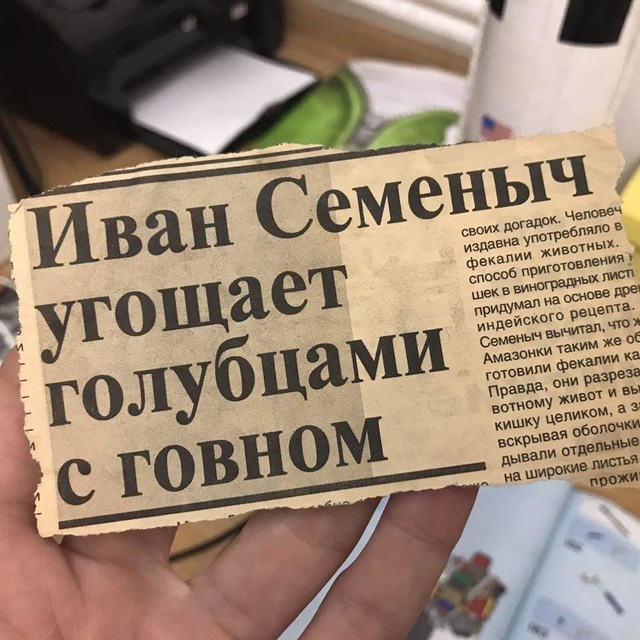 Иван Семеныч
угощает
голубцами
с говном
своих догадок. Человеч
издавна употребляло в
фекалии животных.
способ приготовления
шек в виноградных лист
придумал на основе дре
индейского рецепта.
Семеныч вычитал, что
Амазонки таким же об
готовили фекалии ка
Правда, они разреза
вотному живот и вы
кишку целиком, а з
вскрывая оболочки
дывали отдельные
на широкие листья
прожи